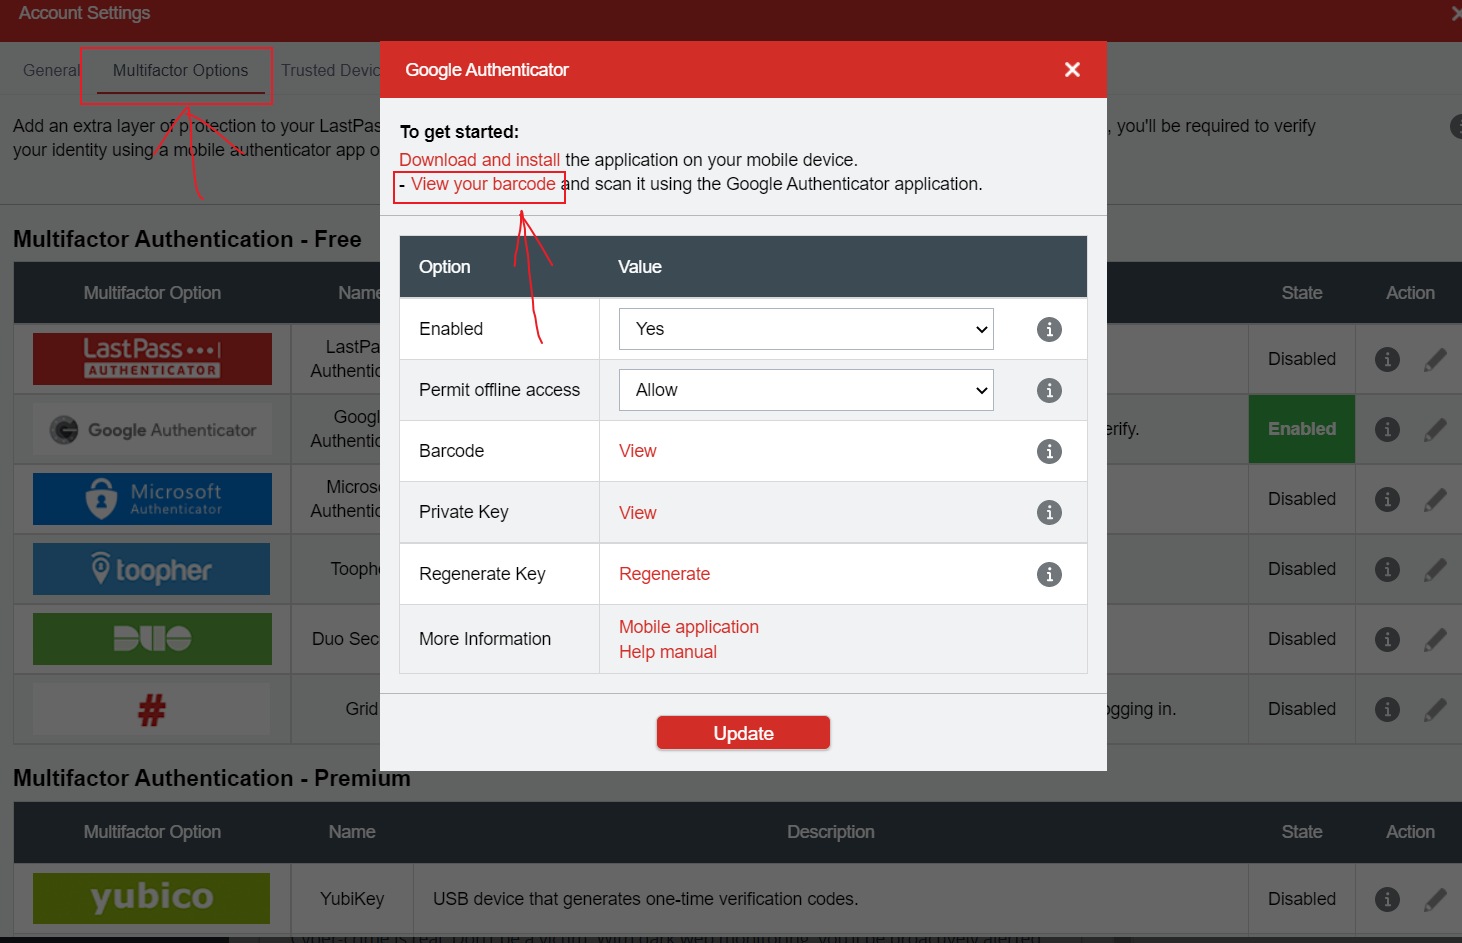 Account Settings
General Multifactor Options Trusted Devic
Add an extra layer of protection to your LastPas
, you'll be required to verify
your identity using a mobile authenticator app o
Google Authenticator
To get started:
Download and install the application on your mobile device.
- View your barcode and scan it using the Google Authenticator application.
Option Value
Enabled Yes
Permit offline access Allow
Barcode View
Private Key View
Regenerate Key Regenerate
More Information Mobile application
Help manual
Update
Multifactor Authentication - Free
Multifactor Option Name State Action
LastPass...| AUTHENTICATOR
LastPa
Authentic
Disabled
Google Authenticator
Googl
Authentic
erify.
Enabled
Microsoft
Authenticator
Micros
Authentic
Disabled
toopher Toophe Disabled
DUO Duo Sec Disabled
# Grid ogging in. Disabled
Multifactor Authentication - Premium
Multifactor Option Name Description State Action
yubico YubiKey USB device that generates one-time verification codes. Disabled